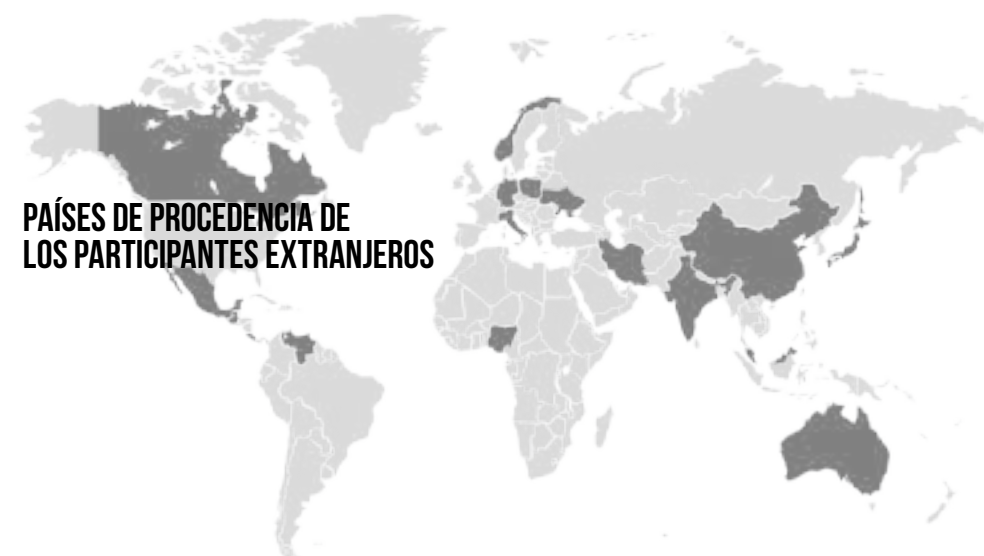 PAÍSES DE PROCEDENCIA DE
LOS PARTICIPANTES EXTRANJEROS